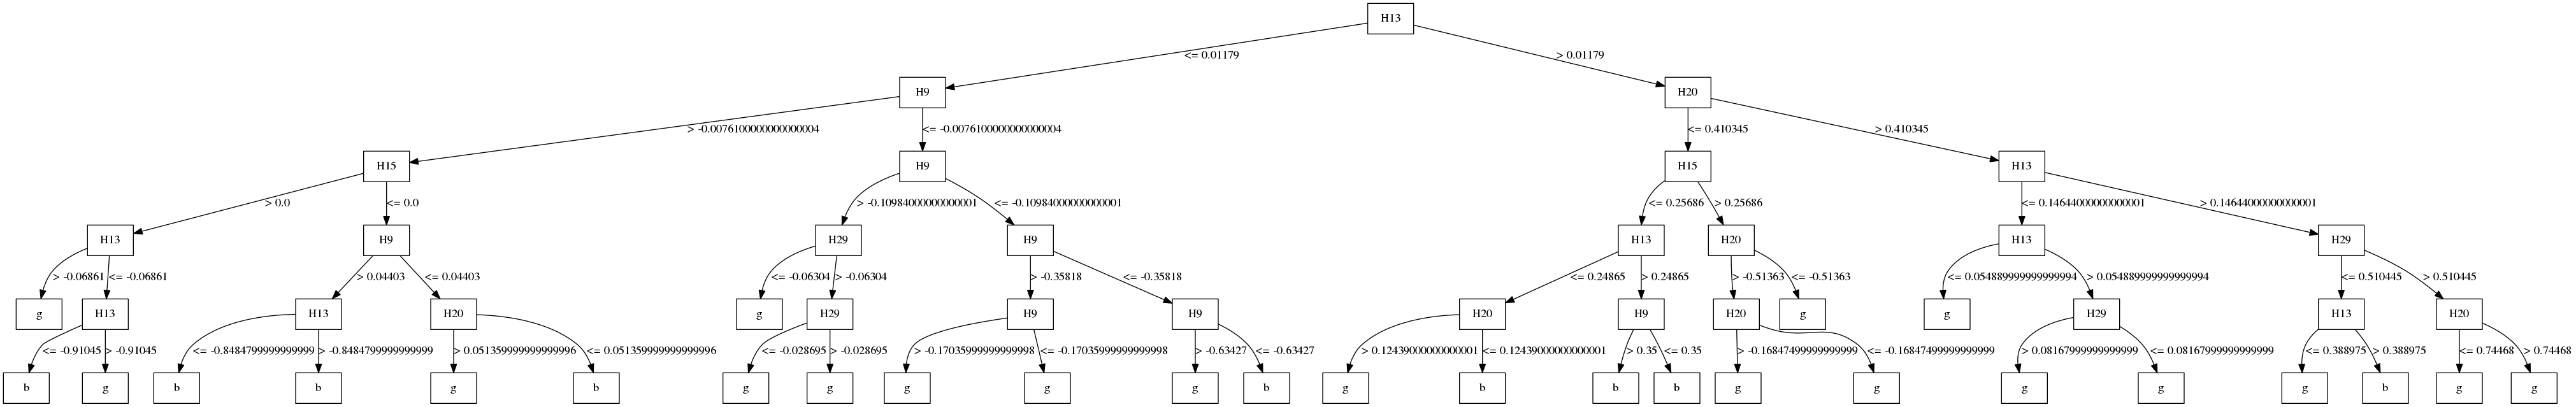 H13
<= 0.01179
> 0.01179
H9
H20
> -0.0076100000000000004
<= -0.0076100000000000004
<= 0.410345
> 0.410345
H15
H9
H15
H13
> 0.0
<= 0.0
> -0.10984000000000001
<= -0.10984000000000001
<= 0.25686
> 0.25686
<= 0.14644000000000001
> 0.14644000000000001
H13
H9
H29
H9
H13
H20
H13
H29
> -0.06861
<= -0.06861
> 0.04403
<= 0.04403
<= -0.06304
> -0.06304
> -0.35818
<= -0.35818
<= 0.24865
> 0.24865
> -0.51363
<= -0.51363
<= 0.054889999999999994
> 0.054889999999999994
<= 0.510445
> 0.510445
g
H13
H13
H20
g
H29
H9
H9
H20
H9
H20
g
g
H29
H13
H20
<= -0.91045
> -0.91045
<= -0.8484799999999999
> -0.8484799999999999
> 0.051359999999999996
<= 0.051359999999999996
<= -0.028695
> -0.028695
> -0.17035999999999998
<= -0.17035999999999998
> -0.63427
<= -0.63427
> 0.12439000000000001
<= 0.12439000000000001
> 0.35
<= 0.35
> -0.16847499999999999
<= -0.16847499999999999
> 0.08167999999999999
<= 0.08167999999999999
<= 0.388975
> 0.388975
<= 0.74468
> 0.74468
b
g
b
b
g
b
g
g
g
g
g
b
g
b
b
b
g
g
g
g
g
b
g
g